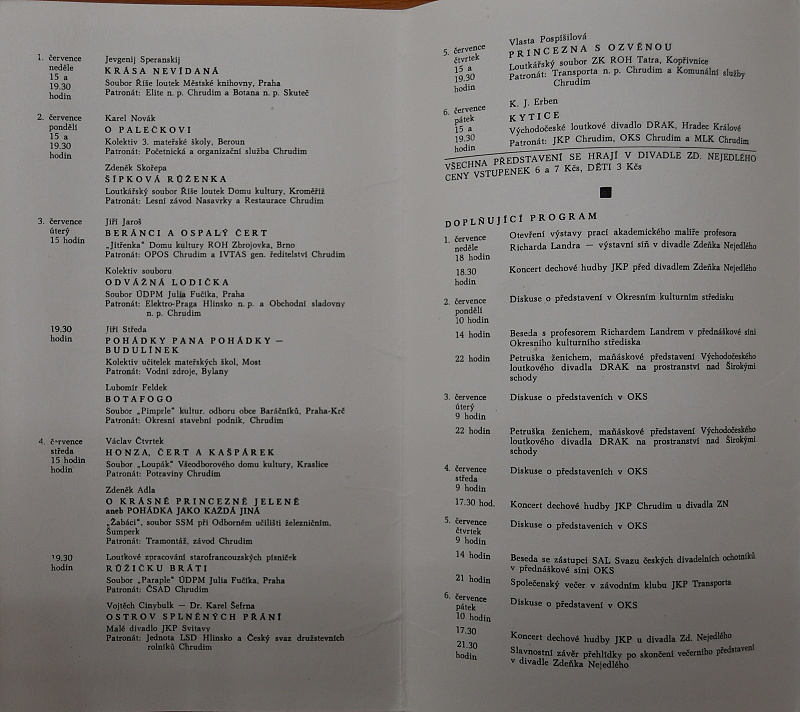 1. července
neděle
15 a
19.30
hodin
Jevgenij Speranskij
KRÁSA NEVÍDANÁ
Soubor Říše loutek Městské knihovny, Praha
Patronát: Elite n. p. Chrudim a Botana n. p. Skuteč
2. července
pondělí
15 a
19.30
hodin
Karel Novák
O PALEČKOVI
Kolektiv 3. mateřské školy, Beroun
Patronát: Početnická a organizační služba Chrudim
Zdeněk Skořepa
ŠÍPKOVÁ RŮŽENKA
Loutkářský soubor Říše loutek Domu kultury, Kroměříž
Patronát: Lesní závod Nasavrky a Restaurace Chrudim
3. července
úterý
15 hodin
Jiří Jaroš
BERÁNCI A OSPALÝ ČERT
„Jitřenka" Domu kultury ROH Zbrojovka, Brno
Patronát: OPOS Chrudim a IVTAS gen. ředitelství Chrudim
Kolektiv souboru
ODVÁŽNÁ LODIČKA
Soubor ÚDPM Julia Fučíka, Praha
Patronát: Elektro-Praga Hlinsko n. p. a Obchodní sladovny
n. p. Chrudim
19.30
hodin
Jiří Středa
POHÁDKY PANA POHÁDKY —
BUDULÍNEK
Kolektiv učitelek mateřských škol, Most
Patronát: Vodní zdroje, Bylany
Lubomír Feldek
BOTAFOGO
Soubor „Pimprle" kultur. odboru obce Baráčníků, Praha-Krč
Patronát: Okresní stavební podnik, Chrudim
4. července
středa
15 hodin
hodin
Václav Čtvrtek
HONZA, ČERT A KAŠPÁREK
Soubor „Loupák" Všeodborového domu kultury, Kraslice
Patronát: Potraviny Chrudim
Zdeněk Adla
O KRÁSNÉ PRINCEZNĚ JELENĚ
aneb POHÁDKA JAKO KAŽDÁ JINÁ
„Žabáci", soubor SSM při Odborném učilišti železničním,
Šumperk
Patronát: Tramontáž, závod Chrudim
19.30
hodin
Loutkové zpracování starofrancouzských písniček
RŮŽIČKU BRÁTI
Soubor „Paraple" ÚDPM Julia Fučíka, Praha
Patronát: ČSAD Chrudim
Vojtěch Cinybulk — Dr. Karel Šefrna
OSTROV SPLNĚNÝCH PŘÁNÍ
Malé divadlo JKP Svitavy
Patronát: Jednota LSD Hlinsko a Český svaz družstevních
rolníků Chrudim
5. července
čtvrtek
15 a
19.30
hodin
Vlasta Pospíšilová
PRINCEZNA S OZVĚNOU
Loutkářský soubor ZK ROH Tatra, Kopřivnice
Patronát: Transporta n. p. Chrudim a Komunální služby
Chrudim
6. července
pátek
15 a
19.30
hodin
K. J. Erben
KYTICE
Východočeské loutkové divadlo DRAK, Hradec Králové
Patronát: JKP Chrudim, OKS Chrudim a MLK Chrudim
VŠECHNA PŘEDSTAVENÍ SE HRAJÍ V DIVADLE ZD. NEJEDLÉHO
CENY VSTUPENEK 6 a 7 Kčs, DĚTI 3 Kčs
DOPLŇUJÍCÍ PROGRAM
1. července
neděle
18 hodin
Otevření výstavy prací akademického malíře profesora
Richarda Landra — výstavní síň v divadle Zdeňka Nejedlého
18.30
hodin
Koncert dechové hudby JKP před divadlem Zdeňka Nejedlého
2. července
pondělí
10 hodin
Diskuse o představení v Okresním kulturním středisku
14 hodin
Beseda s profesorem Richardem Landrem v přednáškové síni
Okresního kulturního střediska
22 hodin
Petruška ženichem, maňáskové představení Východočeského
loutkového divadla DRAK na prostranství nad Širokými
schody
3. července
úterý
9 hodin
Diskuse o představeních v OKS
22 hodin
Petruška ženichem, maňáskové představení Východočeského
loutkového divadla DRAK na prostranství nad Širokými
schody
4. července
středa
9 hodin
Diskuse o představeních v OKS
17.30 hod.
Koncert dechové hudby JKP Chrudim u divadla ZN
5. července
čtvrtek
9 hodin
Diskuse o představeních v OKS
14 hodin
Beseda se zástupci SAL Svazu českých divadelních ochotníků
v přednáškové síni OKS
21 hodin
Společenský večer v závodním klubu JKP Transporta
6. července
pátek
10 hodin
Diskuse o představení v OKS
17.30
Koncert dechové hudby JKP u divadla Zd. Nejedlého
21.30
hodin
Slavnostní závěr přehlídky po skončení večerního představení
v divadle Zdeňka Nejedlého